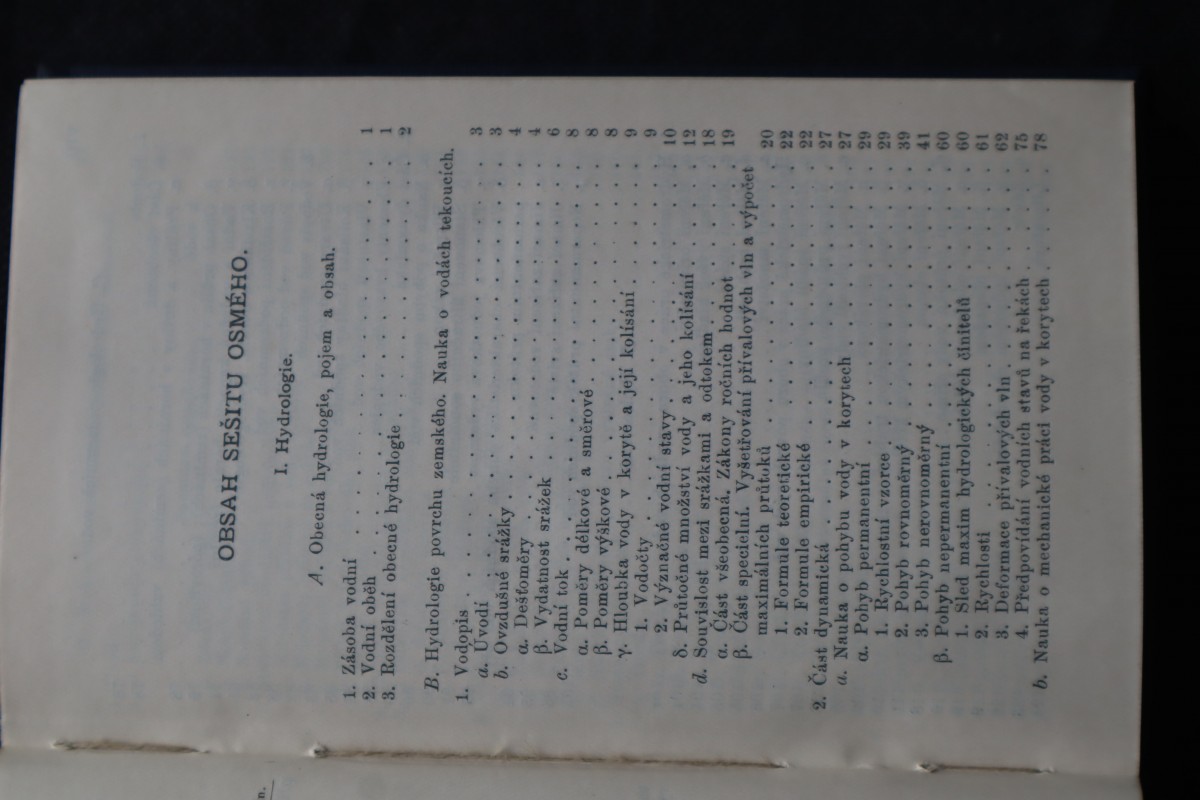 n.
OBSAH SEŠITU OSMÉHO.
I. Hydrologie.
A. Obecná hydrologie, pojem a obsah.
1. Zásoba vodní . . . . . . . . . . 1
2. Vodní oběh . . . . . . . . . . 1
3. Rozdělení obecné hydrologie . . . . . . . . 2
B. Hydrologie povrchu zemského. Nauka o vodách tekoucích.
1. Vodopis . . . . . . . . . . 3
a. Úvodí . . . . . . . . . . 3
b. Ovzdušné srážky . . . . . . . . . . 4
α. Dešťoměry . . . . . . . . . . 4
β. Vydatnost srážek . . . . . . . . . . 6
c. Vodní tok . . . . . . . . . . 8
α. Poměry délkové a směrové . . . . . . . . 8
β. Poměry výškové . . . . . . . . . . 8
γ. Hloubka vody v korytě a její kolísání . . . . . . 9
1. Vodočty . . . . . . . . . . 9
2. Význačné vodní stavy . . . . . . . . . 10
δ. Průtočné množství vody a jeho kolísání . . . . . 12
d. Souvislost mezi srážkami a odtokem . . . . . . 18
α. Část všeobecná. Zákony ročních hodnot . . . . . 19
β. Část specielní. Vyšetřování přívalových vln a výpočet
maximálních průtoků . . . . . . . . . 20
1. Formule teoretické . . . . . . . . . 22
2. Formule empirické . . . . . . . . . 22
2. Část dynamická . . . . . . . . . . 27
a. Nauka o pohybu vody v korytech . . . . . . . 27
α. Pohyb permanentní . . . . . . . . . 29
1. Rychlostní vzorce . . . . . . . . . 29
2. Pohyb rovnoměrný . . . . . . . . . 39
3. Pohyb nerovnoměrný . . . . . . . . . 41
β. Pohyb nepermanentní . . . . . . . . . 60
1. Sled maxim hydrologických činitelů . . . . . 60
2. Rychlosti . . . . . . . . . . 61
3. Deformace přívalových vln . . . . . . . 62
4. Předpovídání vodních stavů na řekách . . . . . 75
b. Nauka o mechanické práci vody v korytech . . . . . 78